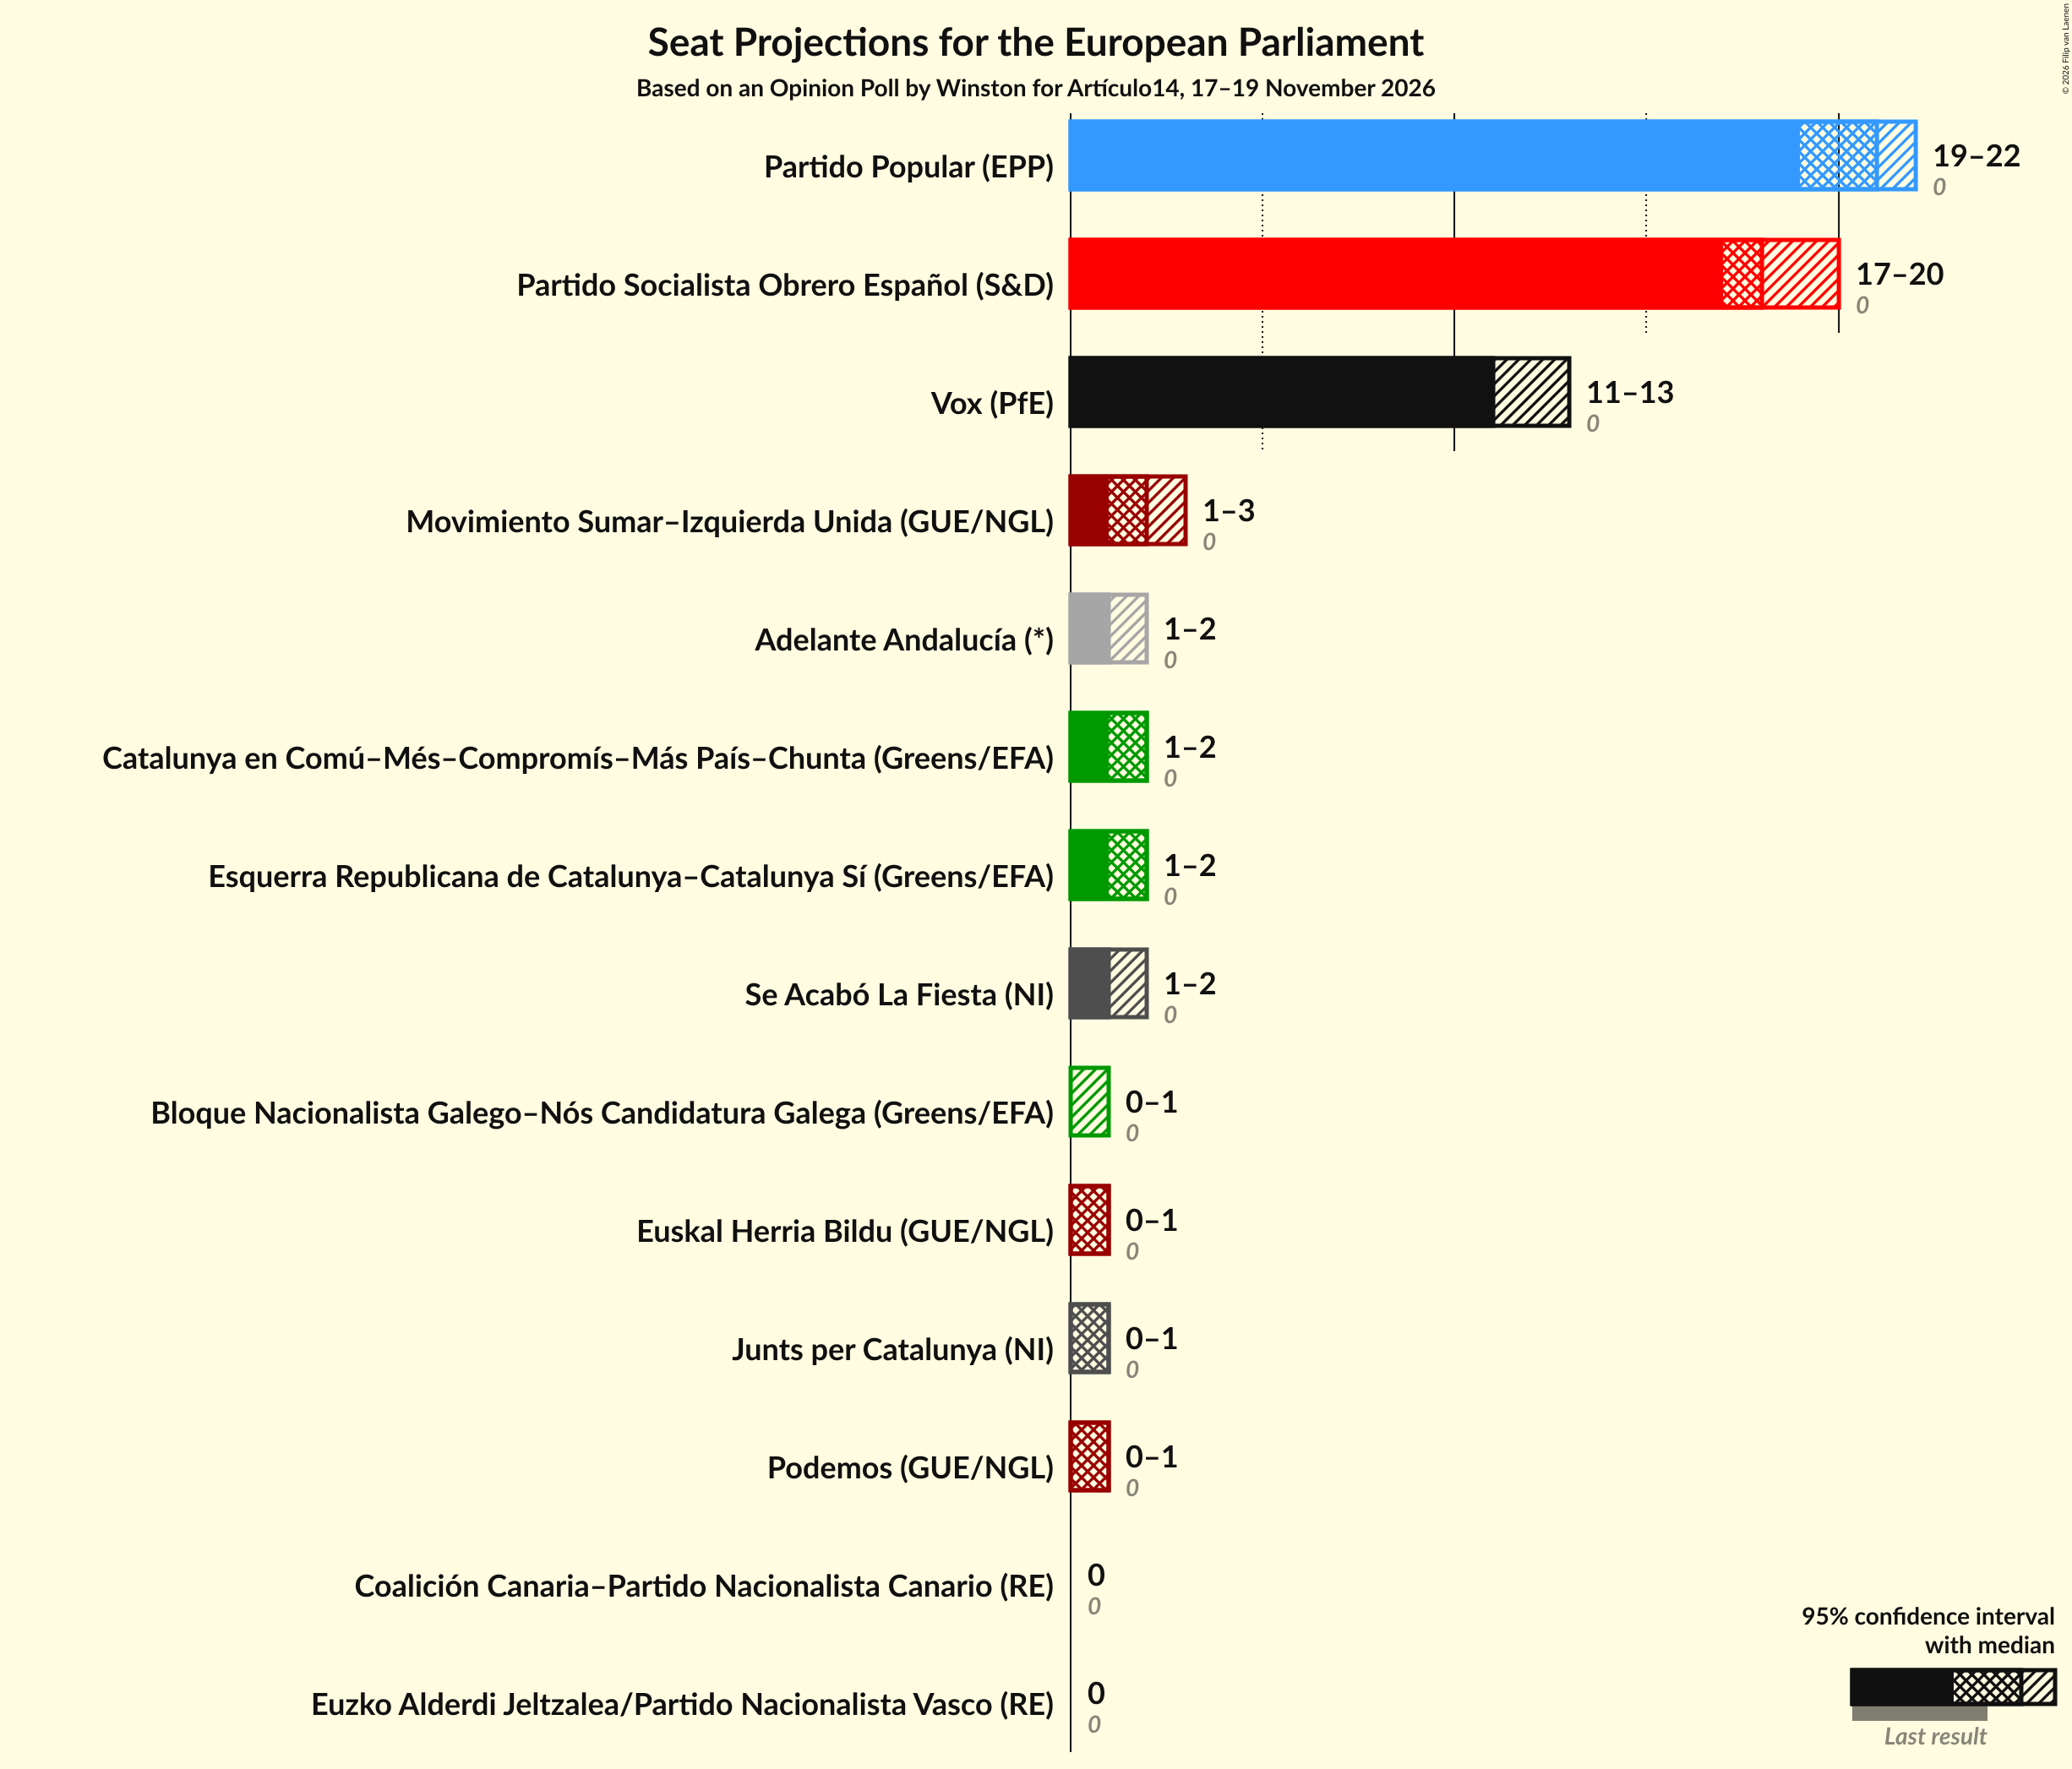 Seat Projections for the European Parliament
Based on an Opinion Poll by Winston for Artículo14, 17–19 November 2026
© 2026 Filip van Laenen
Partido Popular (EPP)
19–22
0
Partido Socialista Obrero Español (S&D)
17–20
0
Vox (PfE)
11–13
0
Movimiento Sumar–Izquierda Unida (GUE/NGL)
1–3
0
Adelante Andalucía (*)
1–2
0
Catalunya en Comú–Més–Compromís–Más País–Chunta (Greens/EFA)
1–2
0
Esquerra Republicana de Catalunya–Catalunya Sí (Greens/EFA)
1–2
0
Se Acabó La Fiesta (NI)
1–2
0
Bloque Nacionalista Galego–Nós Candidatura Galega (Greens/EFA)
0–1
0
Euskal Herria Bildu (GUE/NGL)
0–1
0
Junts per Catalunya (NI)
0–1
0
Podemos (GUE/NGL)
0–1
0
Coalición Canaria–Partido Nacionalista Canario (RE)
0
0
Euzko Alderdi Jeltzalea/Partido Nacionalista Vasco (RE)
0
0
95% confidence interval
with median
Last result